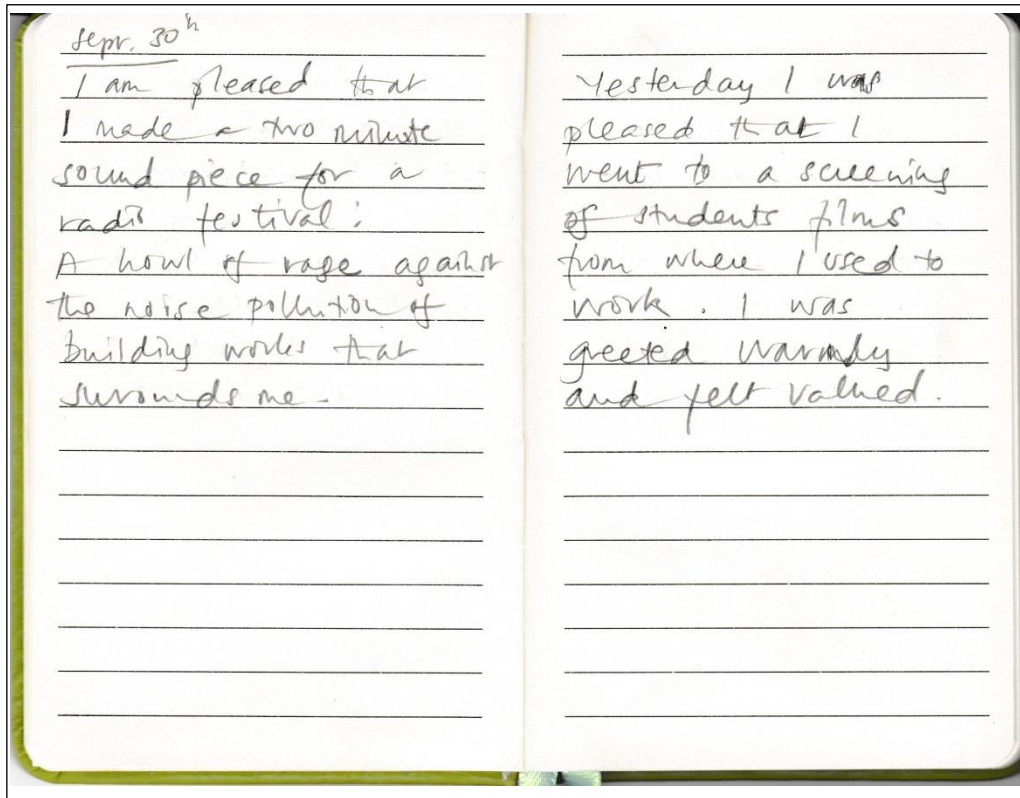 Sept. 30th
I am pleased that
I made a two minute
sound piece for a
radio festival:
A howl of rage against
the noise pollution of
building works that
surounds me.
Yesterday I was
pleased that I
went to a screening
of students films
from where I used to
work. I was
greeted warmly
and felt valued.